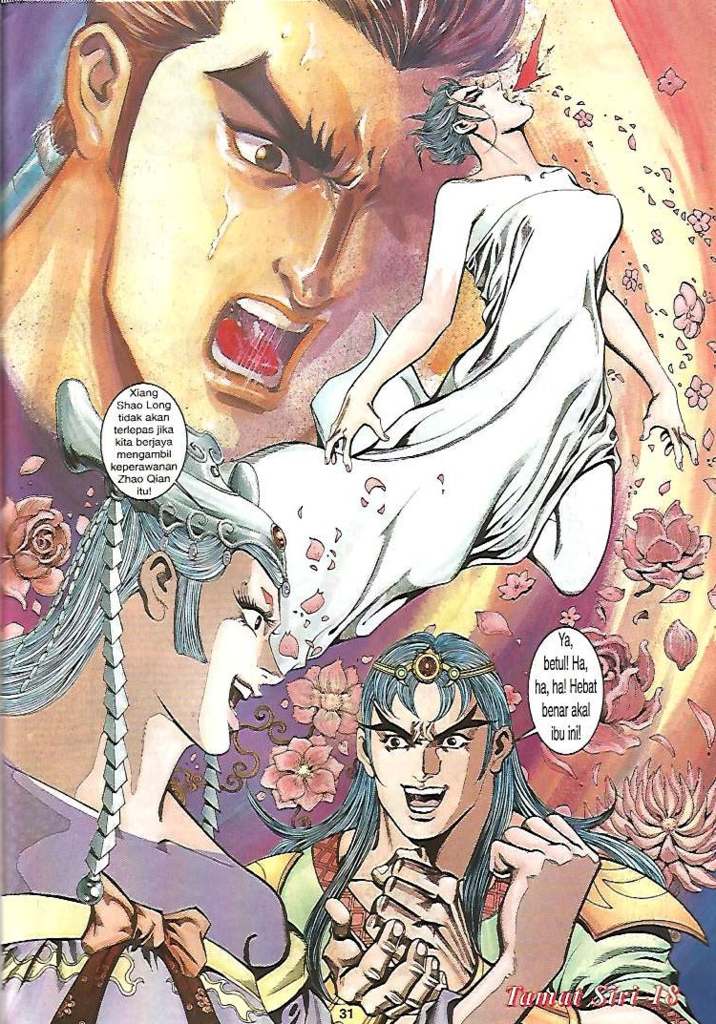 Xiang
Shao Long
tidak akan
terlepas jika
kita berjaya
mengambil
keperawanan
Zhao Qian
itu!
Ya,
betul! Ha,
ha, ha! Hebat
benar akal
ibu ini!
31
Tamat Siri 18